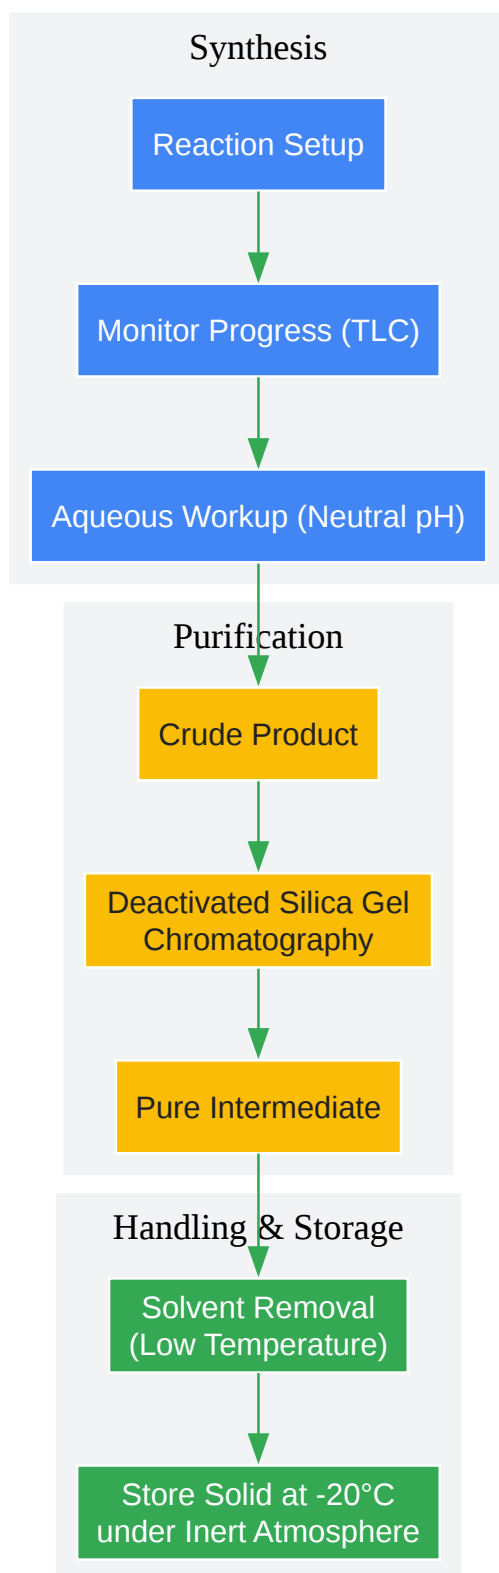 Synthesis
Reaction Setup
Monitor Progress (TLC)
Aqueous Workup (Neutral pH)
Purification
Crude Product
Deactivated Silica Gel
Chromatography
Pure Intermediate
Handling & Storage
Solvent Removal
(Low Temperature)
Store Solid at -20°C
under Inert Atmosphere